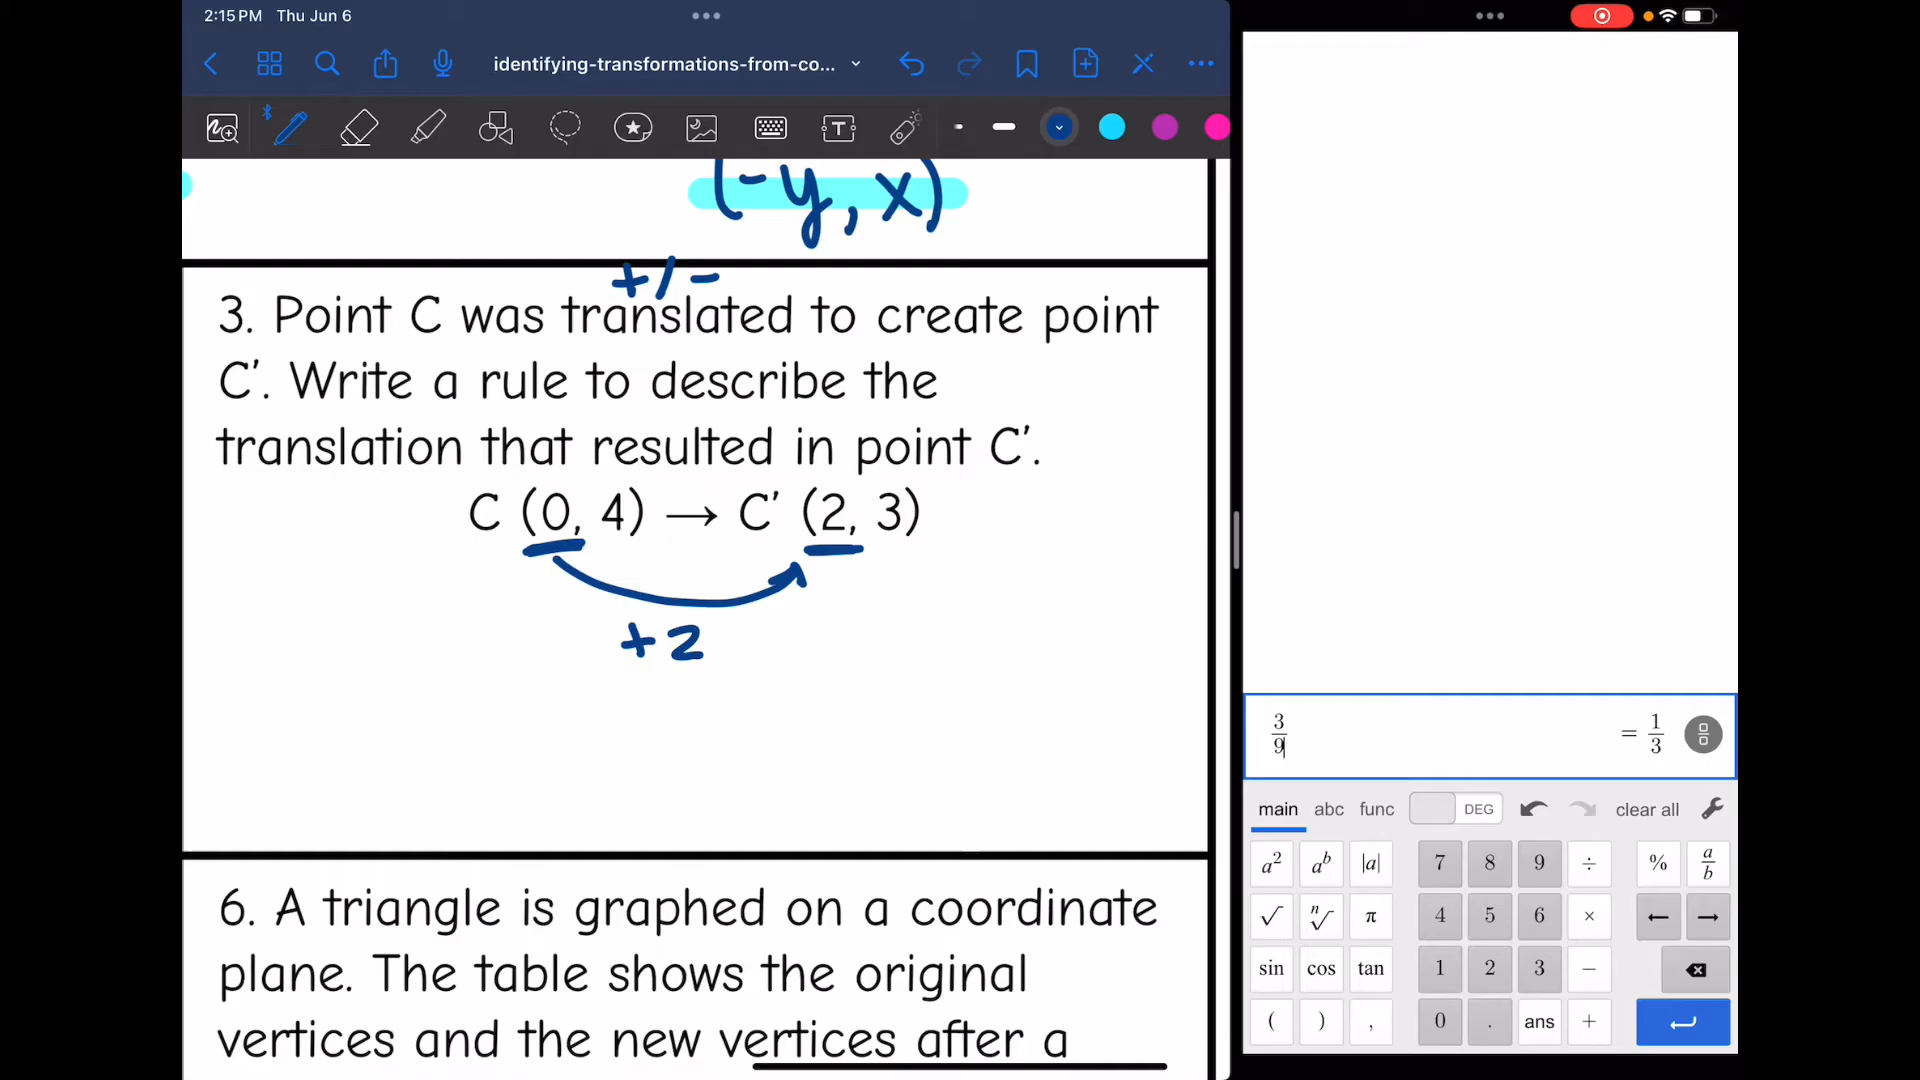 2:15 PM Thu Jun 6
identifying-transformations-from-co...
(-y, x)
+/-
3. Point C was translated to create point
C'. Write a rule to describe the
translation that resulted in point C'.
C (0, 4) → C' (2, 3)
+2
6. A triangle is graphed on a coordinate
plane. The table shows the original
vertices and the new vertices after a
3/9 = 1/3
main abc func DEG clear all
a² aᵇ |a| 7 8 9 ÷ % a/b
√ ⁿ√ π 4 5 6 × ← →
sin cos tan 1 2 3 −
( ) , 0 . ans +